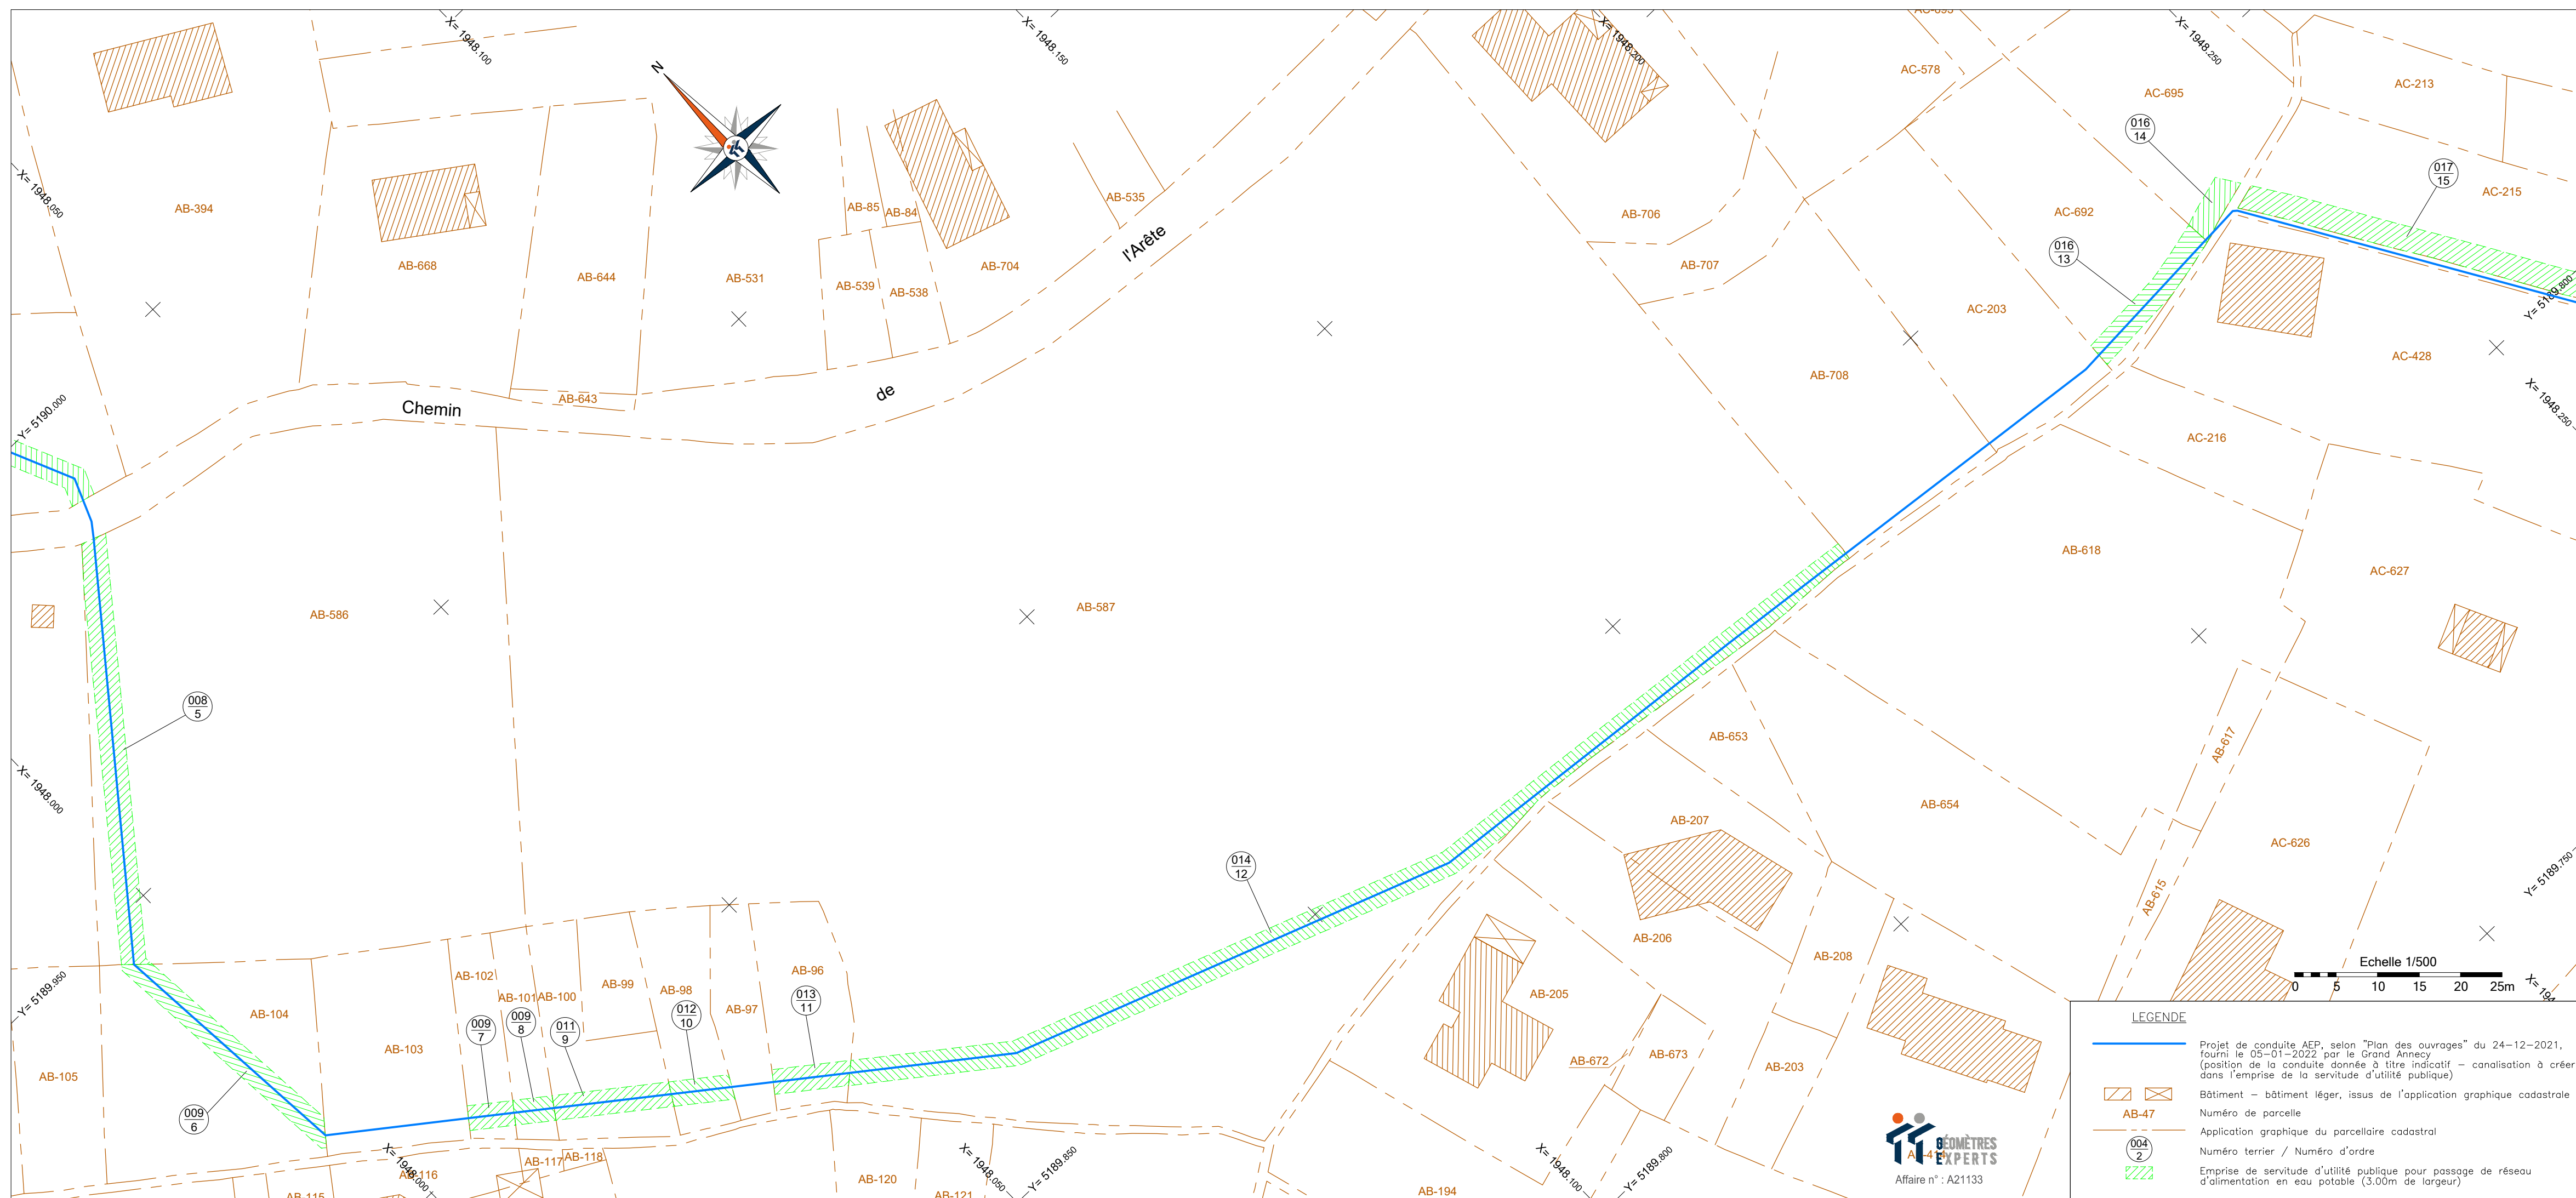 X= 1948.100
X= 1948.150
X= 1948.200
X= 1948.250
N
AC-578
AC-695
AC-213
016
14
017
15
AC-215
X= 1948.050
AB-394
AB-668
AB-644
AB-531
AB-85
AB-84
AB-535
AB-704
AB-539
AB-538
l'Arête
AB-706
AB-707
AC-692
016
13
AC-203
Y= 5189.800
AC-428
AB-708
X= 1948.250
Chemin
de
AB-643
Y= 5190.000
AC-216
AB-618
AC-627
AB-586
AB-587
008
5
AB-653
AB-617
X= 1948.000
AB-654
AB-207
AC-626
014
12
Y= 5189.750
AB-615
AB-206
AB-208
Y= 5189.950
AB-104
AB-103
AB-102
AB-101
AB-100
AB-99
AB-98
AB-97
AB-96
009
7
009
8
011
9
012
10
013
11
AB-205
Echelle 1/500
0 5 10 15 20 25m
AB-105
009
6
AB-672
AB-673
AB-203
X= 1948.000
X= 1948.050
Y= 5189.850
X= 1948.100
Y= 5189.800
AB-117
AB-118
AB-120
AB-121
AB-115
AB-194
GÉOMÈTRES
EXPERTS
Affaire n° : A21133
LEGENDE
Projet de conduite AEP, selon "Plan des ouvrages" du 24-12-2021,
fourni le 05-01-2022 par le Grand Annecy
(position de la conduite donnée à titre indicatif - canalisation à créer
dans l'emprise de la servitude d'utilité publique)
Bâtiment - bâtiment léger, issus de l'application graphique cadastrale
AB-47 Numéro de parcelle
Application graphique du parcellaire cadastral
004
2
Numéro terrier / Numéro d'ordre
Emprise de servitude d'utilité publique pour passage de réseau
d'alimentation en eau potable (3.00m de largeur)